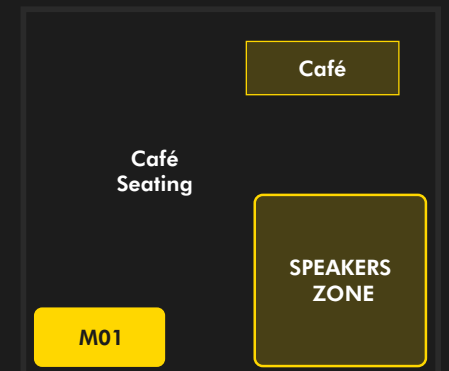 Café
Café
Seating
SPEAKERS
ZONE
M01